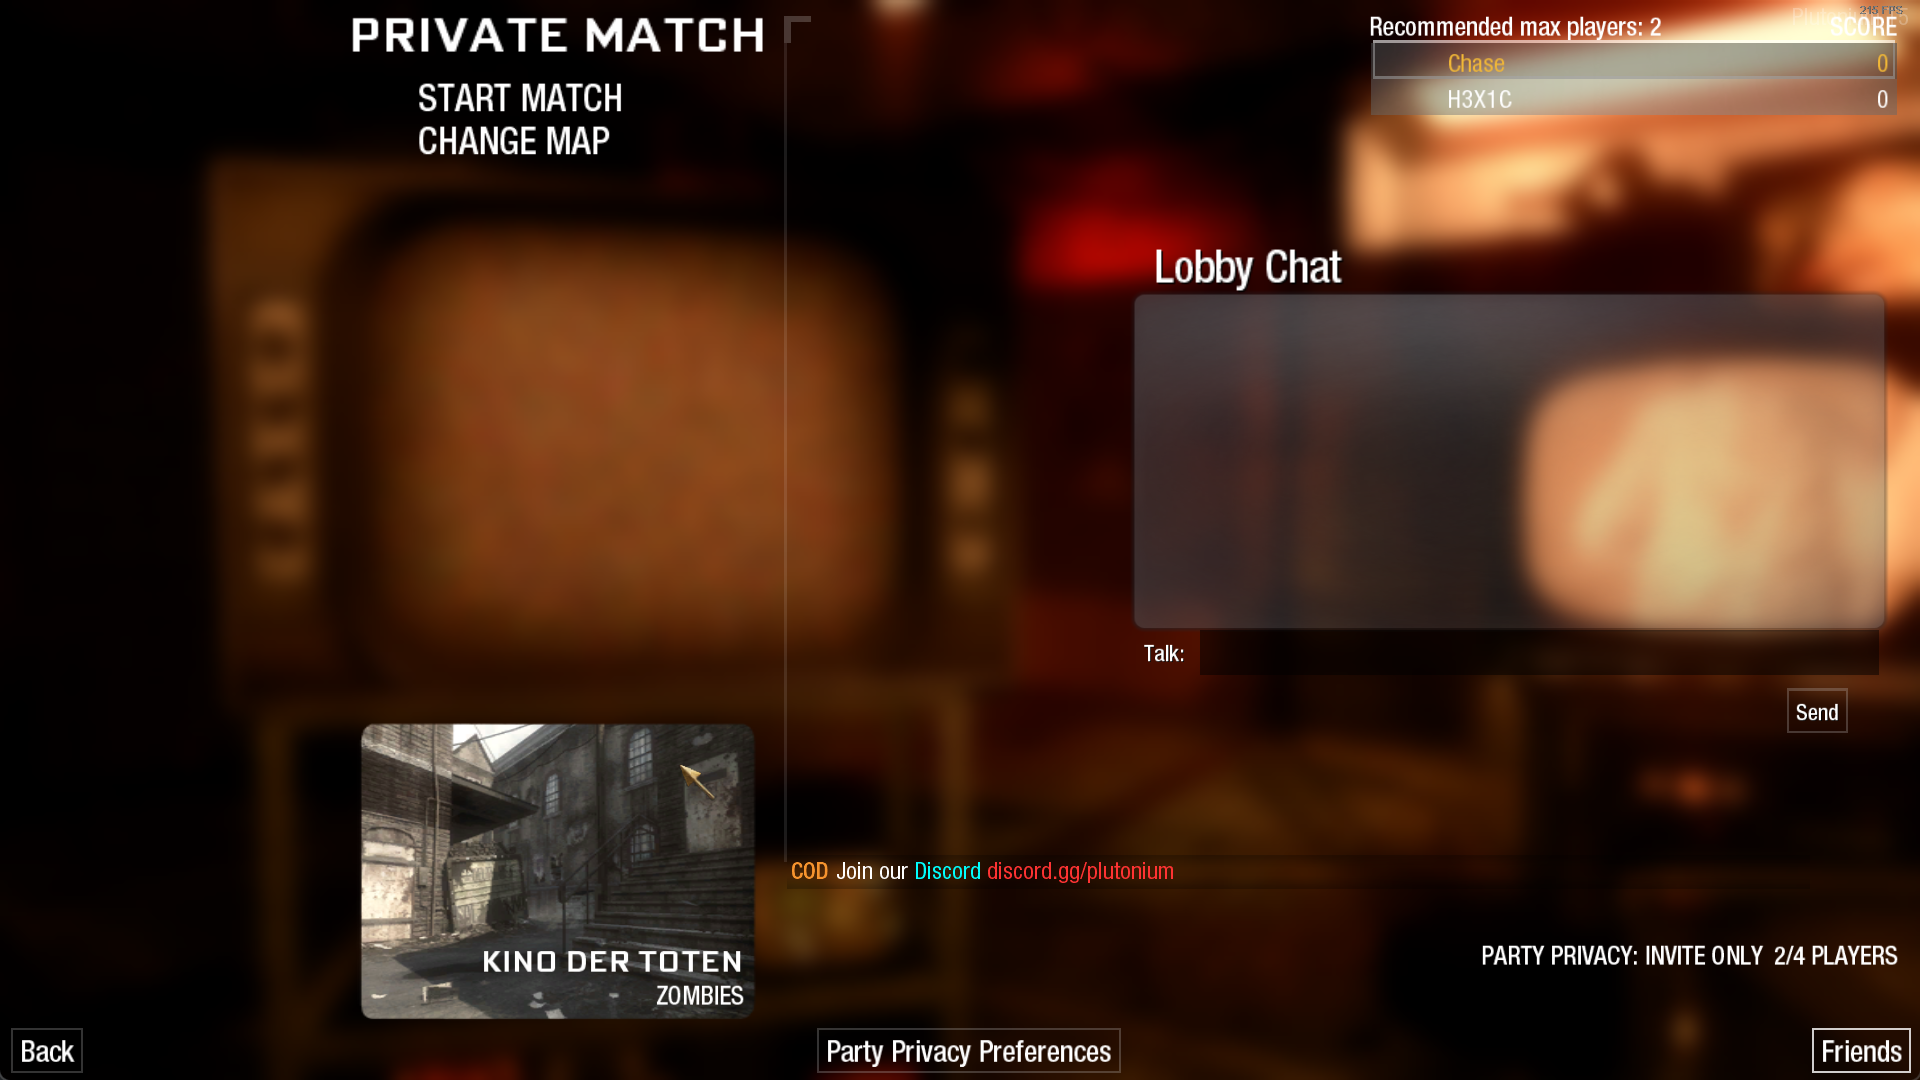 PRIVATE MATCH
START MATCH
CHANGE MAP
215 FPS
Recommended max players: 2 SCORE
Chase 0
H3X1C 0
Lobby Chat
Talk:
Send
COD Join our Discord discord.gg/plutonium
KINO DER TOTEN
ZOMBIES
PARTY PRIVACY: INVITE ONLY 2/4 PLAYERS
Back
Party Privacy Preferences
Friends